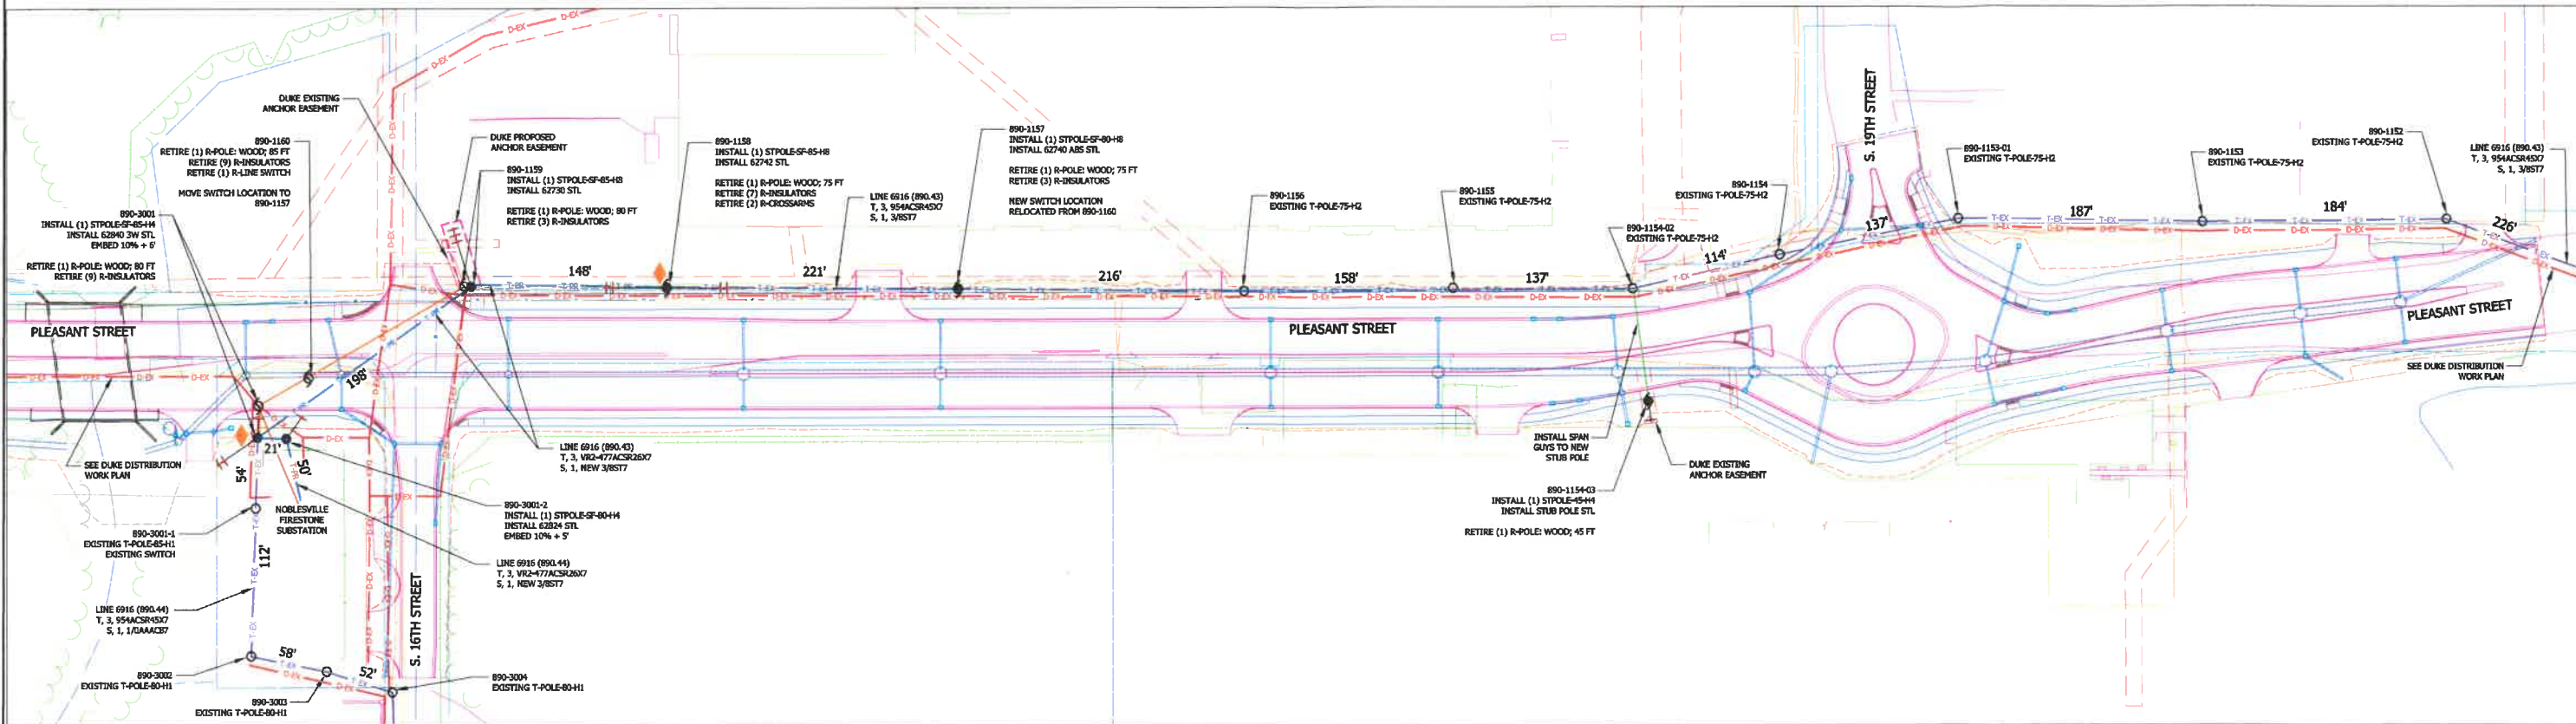 DUKE EXISTING
ANCHOR EASEMENT
890-1160
RETIRE (1) R-POLE: WOOD; 85 FT
RETIRE (9) R-INSULATORS
RETIRE (1) R-LINE SWITCH
MOVE SWITCH LOCATION TO
890-1157
890-3001
INSTALL (1) STPOLE-SF-85-H4
INSTALL 62840 3W STL
EMBED 10% + 6'
RETIRE (1) R-POLE: WOOD; 80 FT
RETIRE (9) R-INSULATORS
PLEASANT STREET
DUKE PROPOSED
ANCHOR EASEMENT
890-1159
INSTALL (1) STPOLE-SF-85-H8
INSTALL 62730 STL
RETIRE (1) R-POLE: WOOD; 80 FT
RETIRE (3) R-INSULATORS
890-1158
INSTALL (1) STPOLE-SF-85-H8
INSTALL 62742 STL
RETIRE (1) R-POLE: WOOD; 75 FT
RETIRE (7) R-INSULATORS
RETIRE (2) R-CROSSARMS
LINE 6916 (890.43)
T, 3, 954ACSR45X7
S, 1, 3/8ST7
890-1157
INSTALL (1) STPOLE-SF-80-H8
INSTALL 62740 ABS STL
RETIRE (1) R-POLE: WOOD; 75 FT
RETIRE (3) R-INSULATORS
NEW SWITCH LOCATION
RELOCATED FROM 890-1160
890-1156
EXISTING T-POLE-75-H2
890-1155
EXISTING T-POLE-75-H2
890-1154-02
EXISTING T-POLE-75-H2
890-1154
EXISTING T-POLE-75-H2
S. 19TH STREET
890-1153-01
EXISTING T-POLE-75-H2
890-1153
EXISTING T-POLE-75-H2
890-1152
EXISTING T-POLE-75-H2
LINE 6916 (890.43)
T, 3, 954ACSR45X7
S, 1, 3/8ST7
148'
221'
216'
158'
137'
114'
137'
187'
184'
226'
PLEASANT STREET
PLEASANT STREET
SEE DUKE DISTRIBUTION
WORK PLAN
198'
21'
54'
50'
SEE DUKE DISTRIBUTION
WORK PLAN
NOBLESVILLE
FIRESTONE
SUBSTATION
LINE 6916 (890.43)
T, 3, VR2-477ACSR26X7
S, 1, NEW 3/8ST7
890-3001-2
INSTALL (1) STPOLE-SF-80-H4
INSTALL 62824 STL
EMBED 10% + 5'
LINE 6916 (890.44)
T, 3, VR2-477ACSR26X7
S, 1, NEW 3/8ST7
890-3001-1
EXISTING T-POLE-85-H1
EXISTING SWITCH
112'
LINE 6916 (890.44)
T, 3, 954ACSR45X7
S, 1, 1/0AAACB7
S. 16TH STREET
58'
52'
890-3002
EXISTING T-POLE-80-H1
890-3003
EXISTING T-POLE-80-H1
890-3004
EXISTING T-POLE-80-H1
INSTALL SPAN
GUYS TO NEW
STUB POLE
DUKE EXISTING
ANCHOR EASEMENT
890-1154-03
INSTALL (1) STPOLE-45-H4
INSTALL STUB POLE STL
RETIRE (1) R-POLE: WOOD; 45 FT
D-EX
D-EX
D-EX
T-EX
T-EX
T-PR